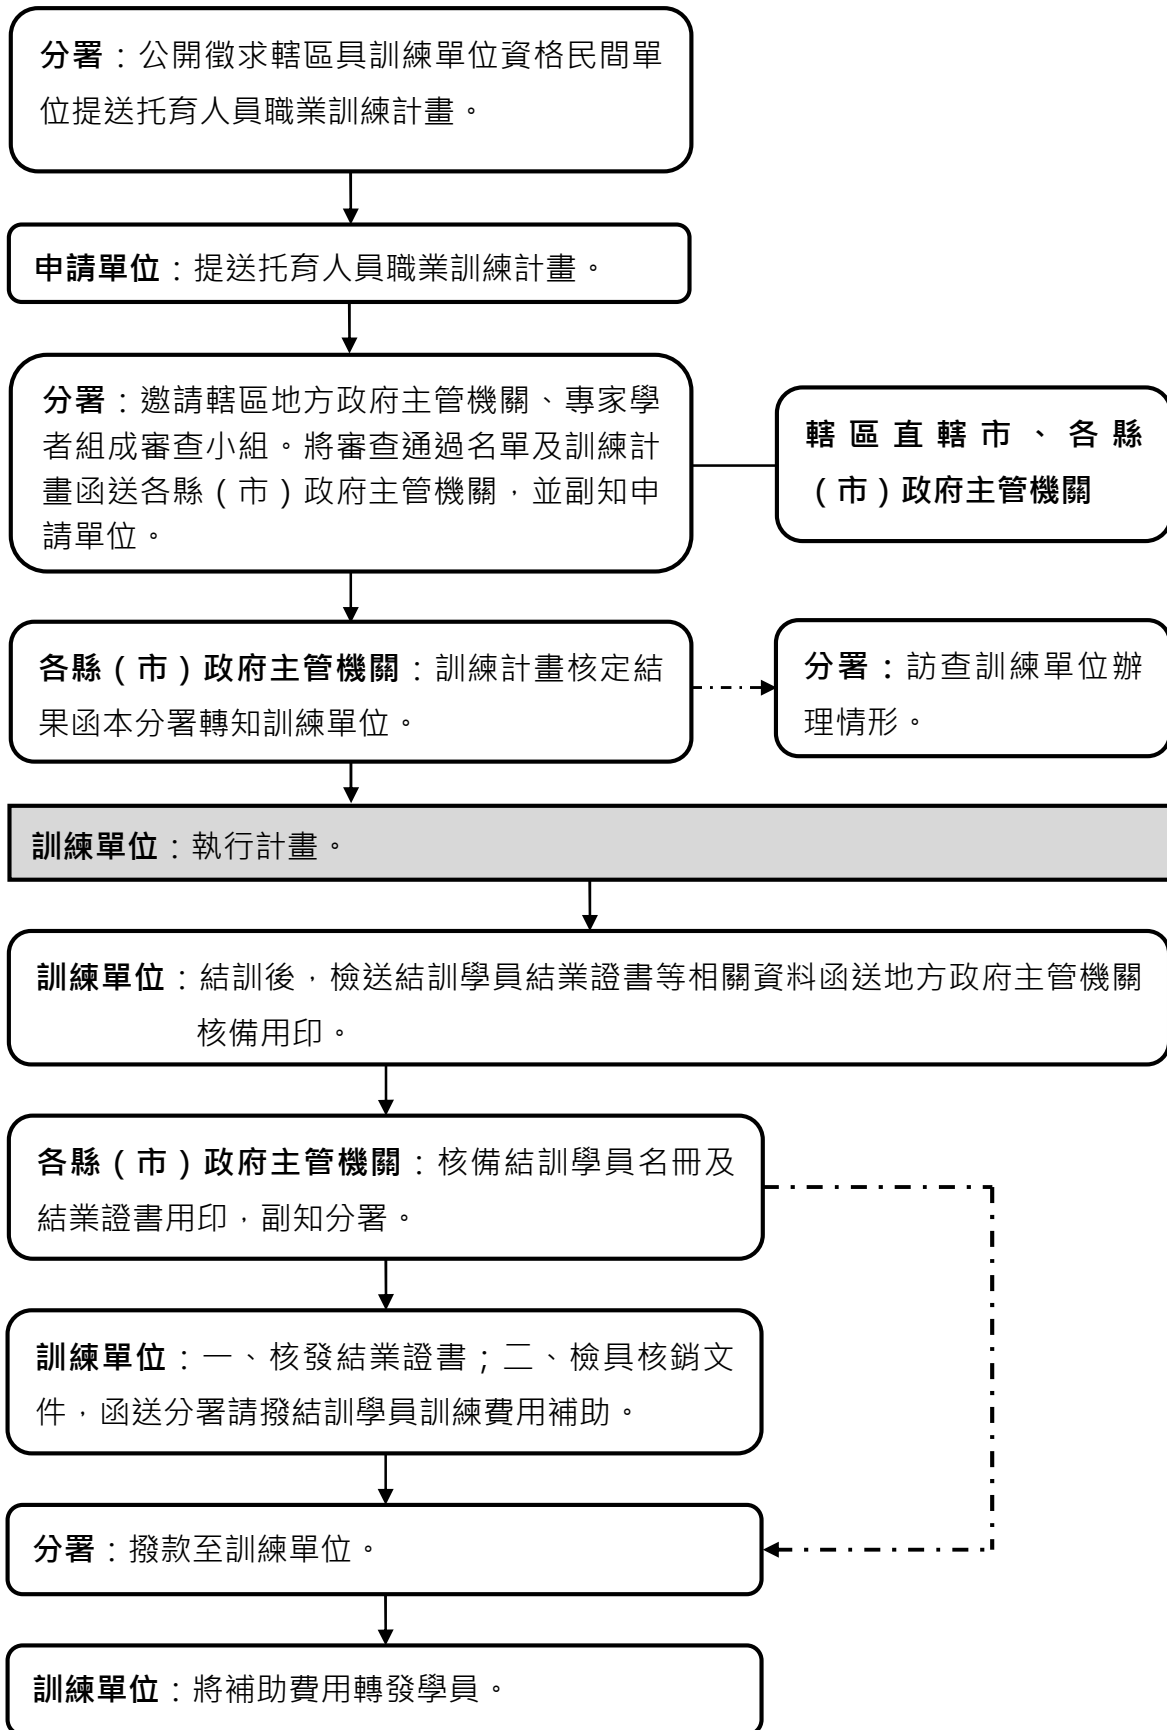 分署：公開徵求轄區具訓練單位資格民間單
位提送托育人員職業訓練計畫。
申請單位：提送托育人員職業訓練計畫。
分署：邀請轄區地方政府主管機關、專家學
者組成審查小組。將審查通過名單及訓練計
畫函送各縣（市）政府主管機關，並副知申
請單位。
轄區直轄市、各縣
（市）政府主管機關
各縣（市）政府主管機關：訓練計畫核定結
果函本分署轉知訓練單位。
分署：訪查訓練單位辦
理情形。
訓練單位：執行計畫。
訓練單位：結訓後，檢送結訓學員結業證書等相關資料函送地方政府主管機關
核備用印。
各縣（市）政府主管機關：核備結訓學員名冊及
結業證書用印，副知分署。
訓練單位：一、核發結業證書；二、檢具核銷文
件，函送分署請撥結訓學員訓練費用補助。
分署：撥款至訓練單位。
訓練單位：將補助費用轉發學員。